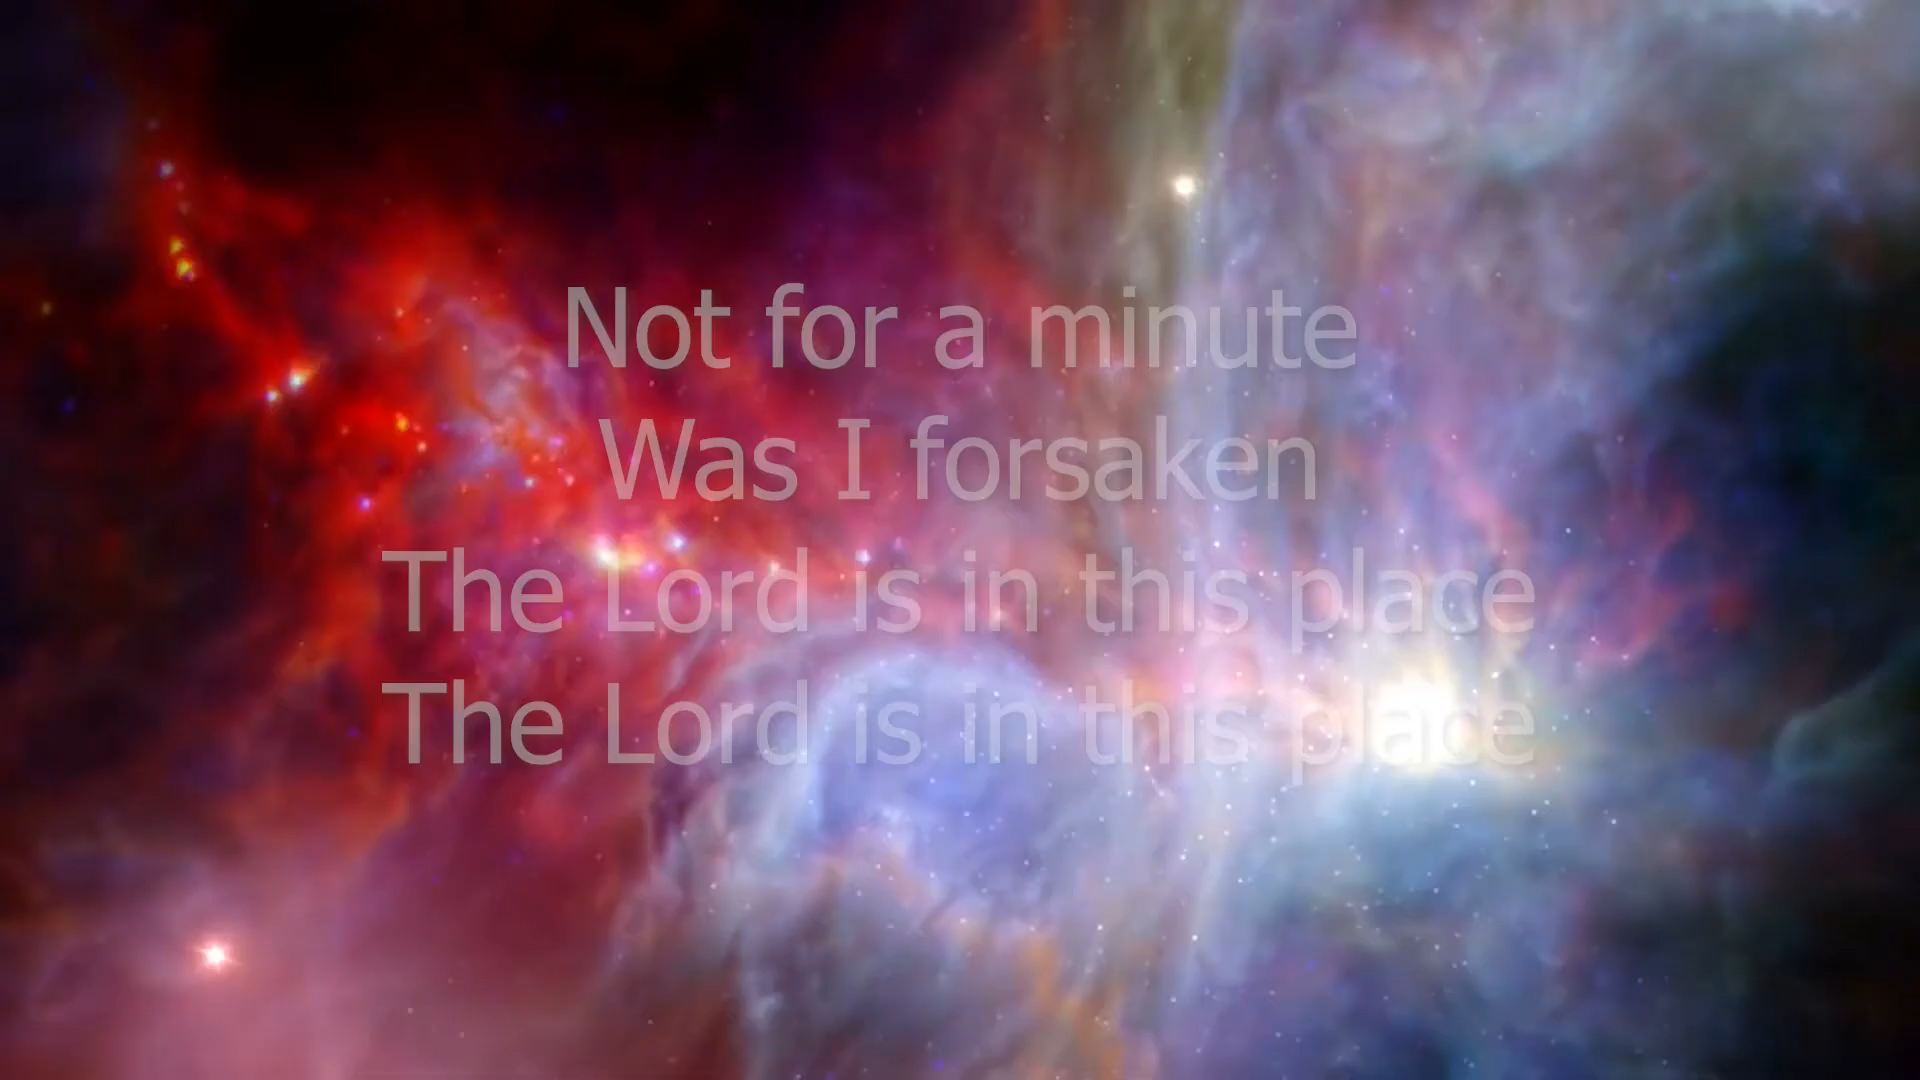 Not for a minute
Was I forsaken
The Lord is in this place
The Lord is in this place